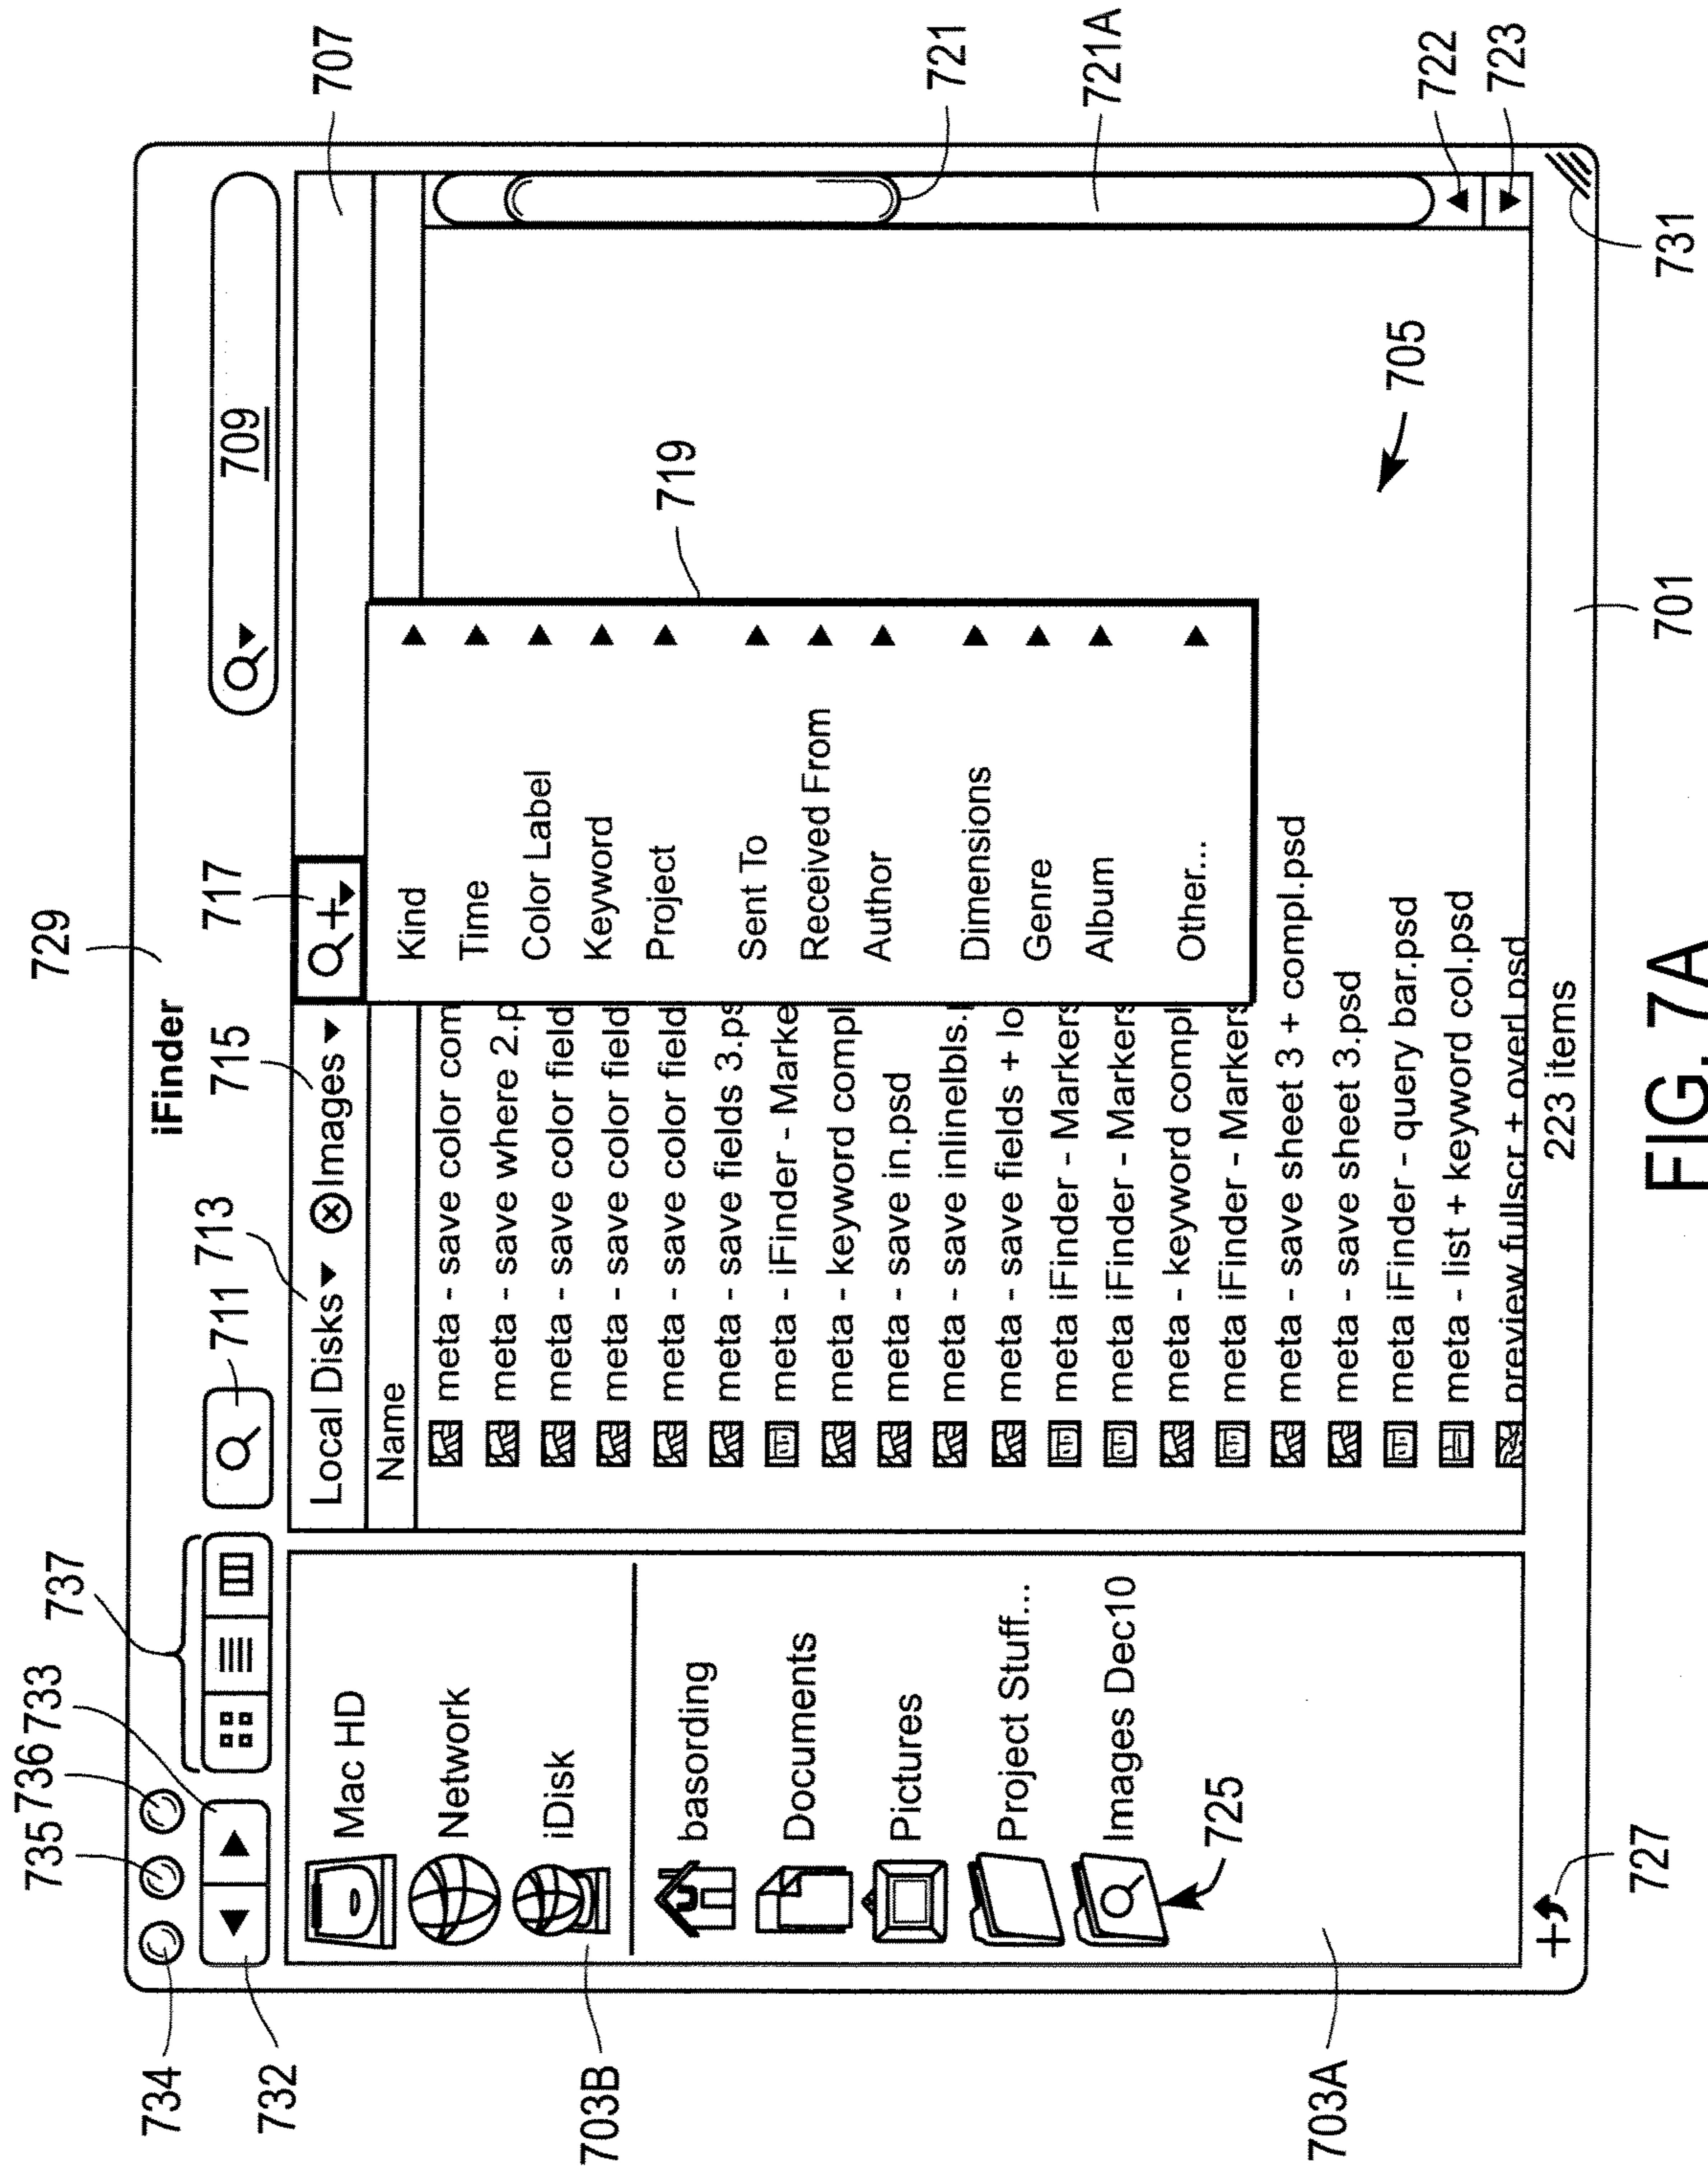 729
iFinder
734
735
736
733
732
737
711
713
715
717
709
707
Local Disks
Images
Name
Mac HD
Network
iDisk
703B
basording
Documents
Pictures
Project Stuff...
Images Dec10
725
703A
meta - save color com
meta - save where 2.p
meta - save color field
meta - save color field
meta - save color field
meta - save fields 3.ps
meta - iFinder - Marke
meta - keyword compl
meta - save in.psd
meta - save inlinelbls.
meta - save fields + lo
meta iFinder - Markers
meta iFinder - Markers
meta - keyword compl
meta iFinder - Markers
meta - save sheet 3 + compl.psd
meta - save sheet 3.psd
meta iFinder - query bar.psd
meta - list + keyword col.psd
preview fullscr + overl.psd
Kind
Time
Color Label
Keyword
Project
Sent To
Received From
Author
Dimensions
Genre
Album
Other...
719
721
721A
705
722
723
727
223 items
701
731
FIG. 7A